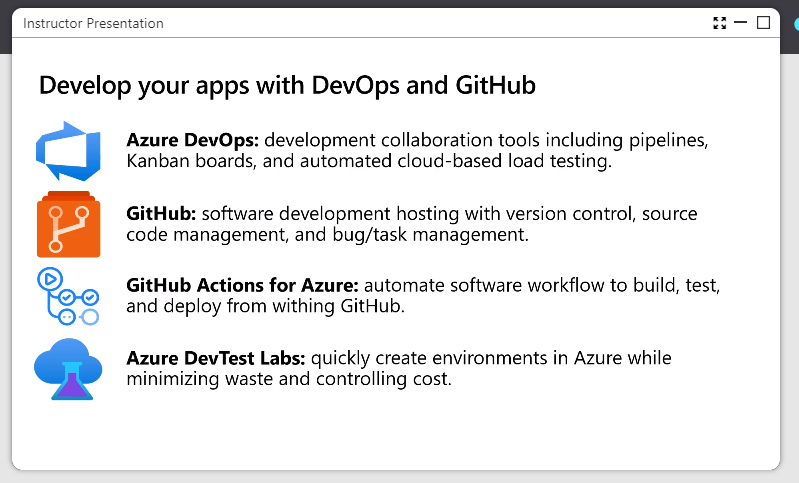 Instructor Presentation
Develop your apps with DevOps and GitHub
Azure DevOps: development collaboration tools including pipelines,
Kanban boards, and automated cloud-based load testing.
GitHub: software development hosting with version control, source
code management, and bug/task management.
GitHub Actions for Azure: automate software workflow to build, test,
and deploy from withing GitHub.
Azure DevTest Labs: quickly create environments in Azure while
minimizing waste and controlling cost.